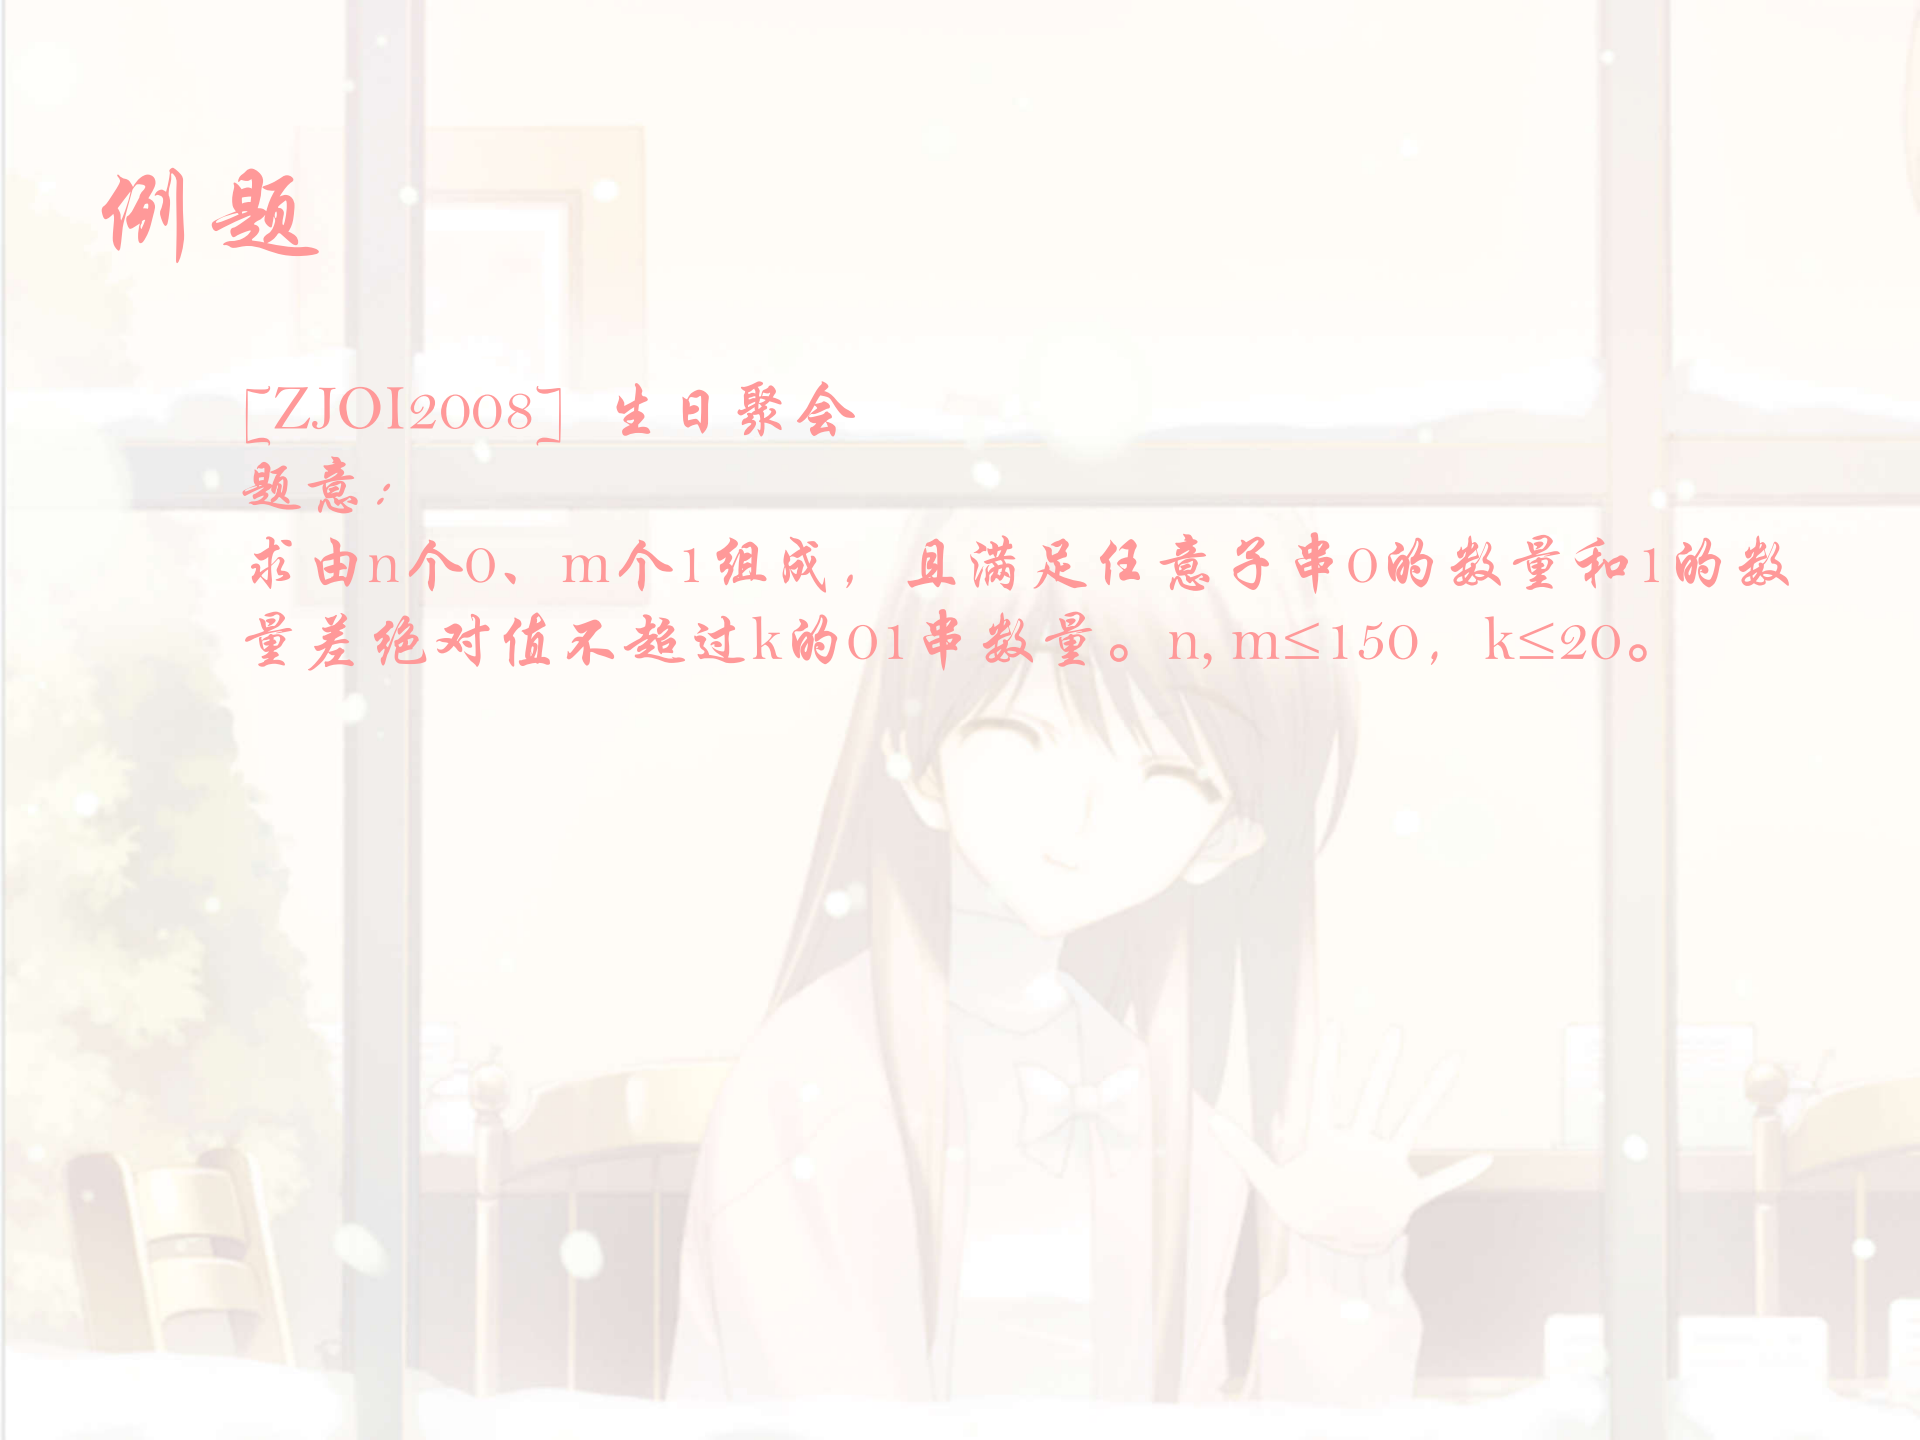 例题
[ZJOI2008] 生日聚会
题意：
求由n个0、m个1组成，且满足任意子串0的数量和1的数
量差绝对值不超过k的01串数量。n, m≤150，k≤20。